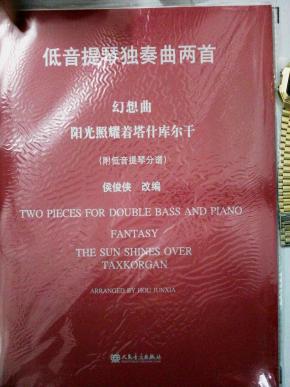 低音提琴独奏曲两首
幻想曲
阳光照耀着塔什库尔干
(附低音提琴分谱)
侯俊侠 改编
TWO PIECES FOR DOUBLE BASS AND PIANO
FANTASY
THE SUN SHINES OVER
TAXKORGAN
ARRANGED BY HOU JUNXIA
人民音乐出版社